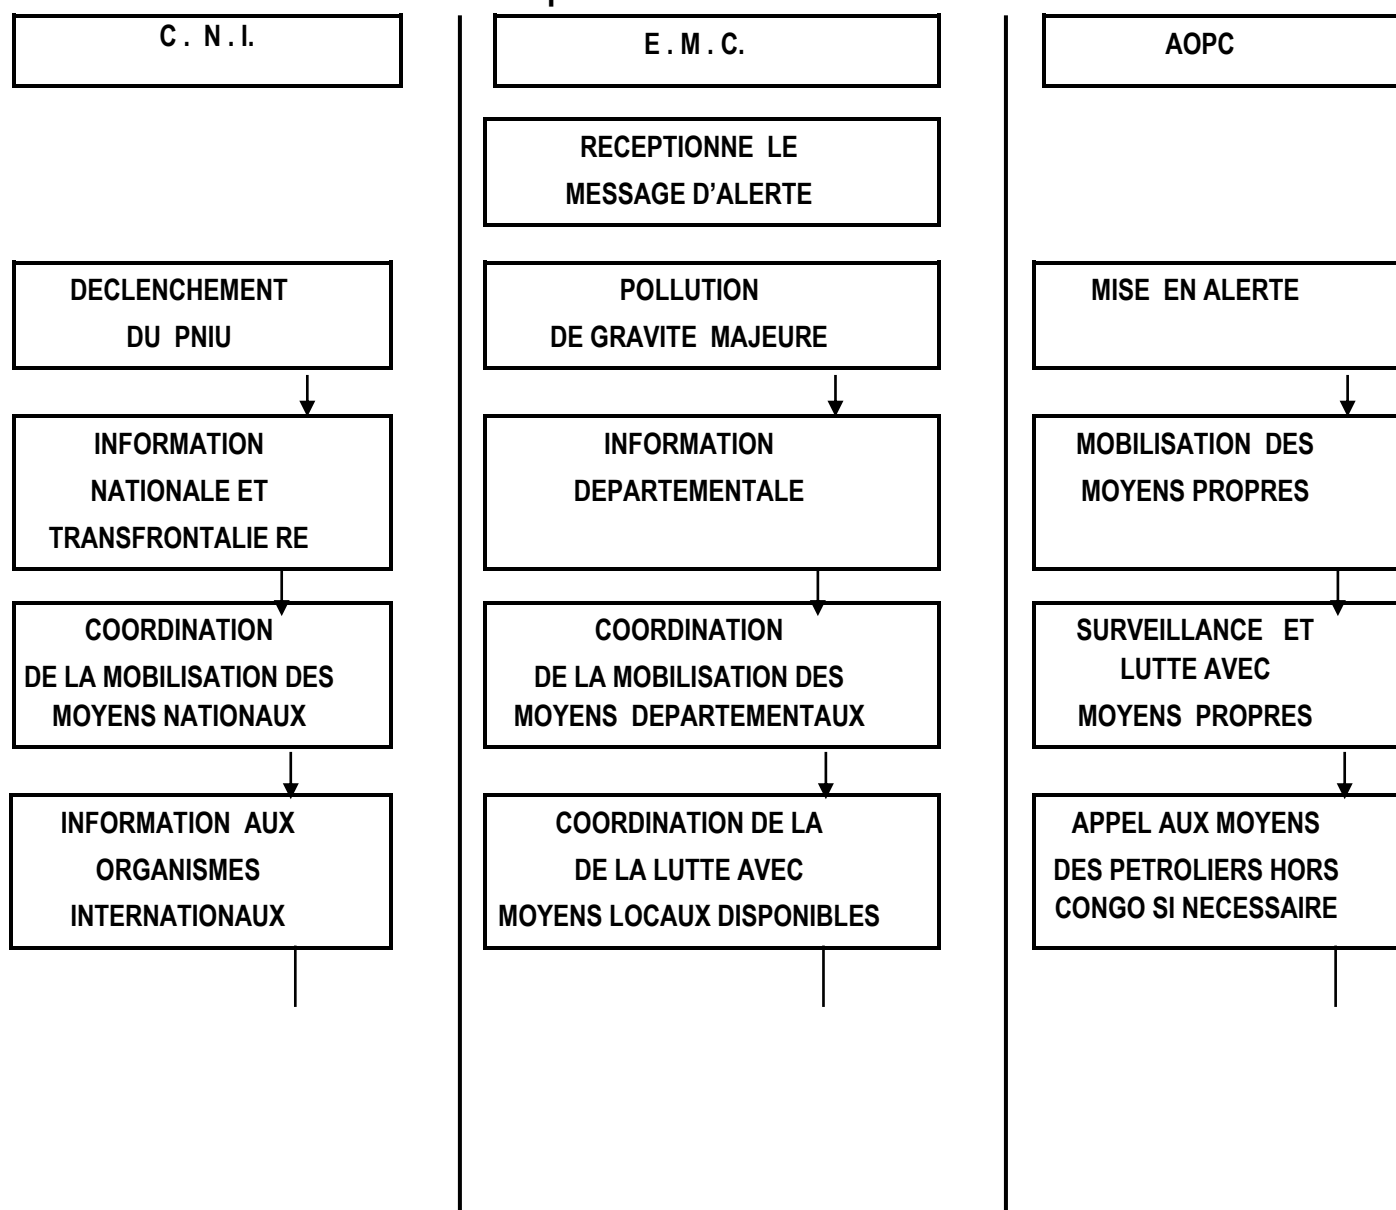 C . N . I.
E . M . C.
AOPC
RECEPTIONNE LE
MESSAGE D’ALERTE
DECLENCHEMENT
DU PNIU
POLLUTION
DE GRAVITE MAJEURE
MISE EN ALERTE
INFORMATION
NATIONALE ET
TRANSFRONTALIE RE
INFORMATION
DEPARTEMENTALE
MOBILISATION DES
MOYENS PROPRES
COORDINATION
DE LA MOBILISATION DES
MOYENS NATIONAUX
COORDINATION
DE LA MOBILISATION DES
MOYENS DEPARTEMENTAUX
SURVEILLANCE ET
LUTTE AVEC
MOYENS PROPRES
INFORMATION AUX
ORGANISMES
INTERNATIONAUX
COORDINATION DE LA
DE LA LUTTE AVEC
MOYENS LOCAUX DISPONIBLES
APPEL AUX MOYENS
DES PETROLIERS HORS
CONGO SI NECESSAIRE